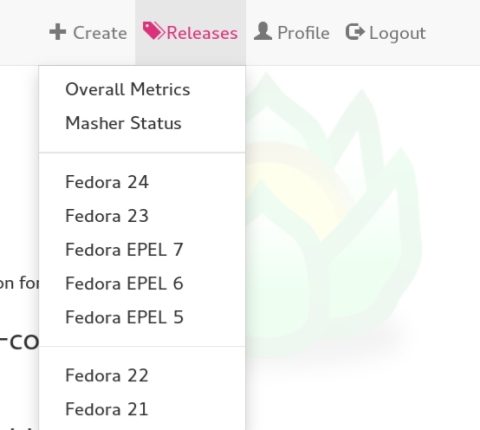 Create Releases Profile Logout
Overall Metrics
Masher Status
Fedora 24
Fedora 23
Fedora EPEL 7
on for
Fedora EPEL 6
Fedora EPEL 5
-co
Fedora 22
Fedora 21